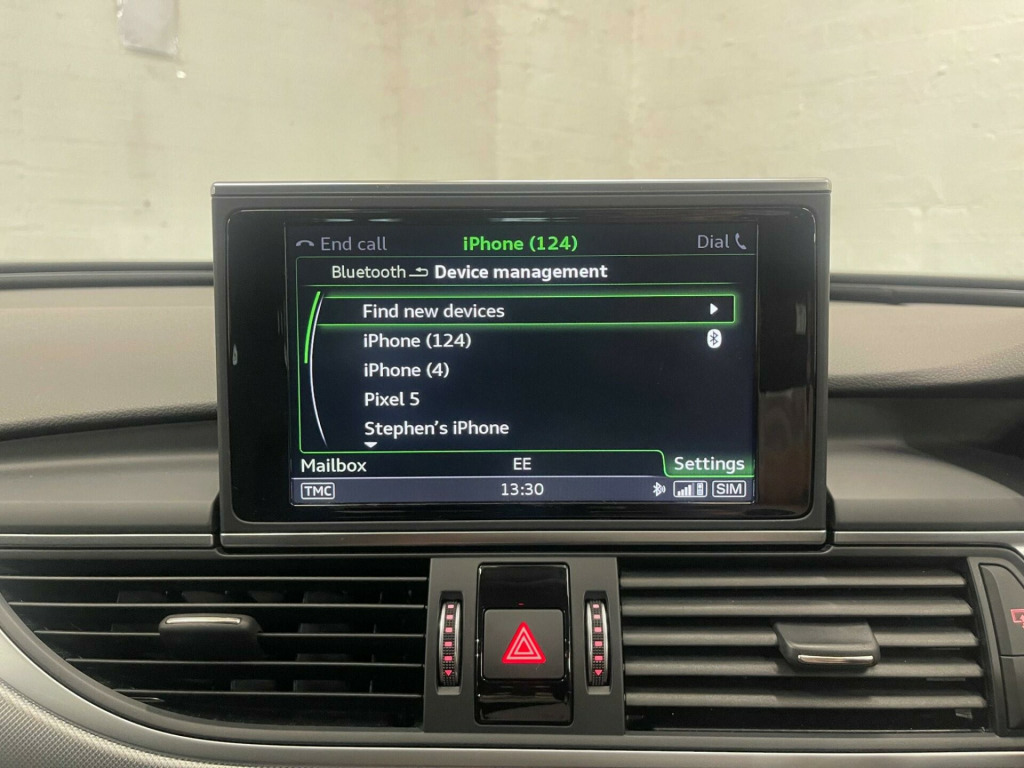 End call iPhone (124) Dial
Bluetooth Device management
Find new devices
iPhone (124)
iPhone (4)
Pixel 5
Stephen's iPhone
Mailbox EE Settings
TMC 13:30 SIM